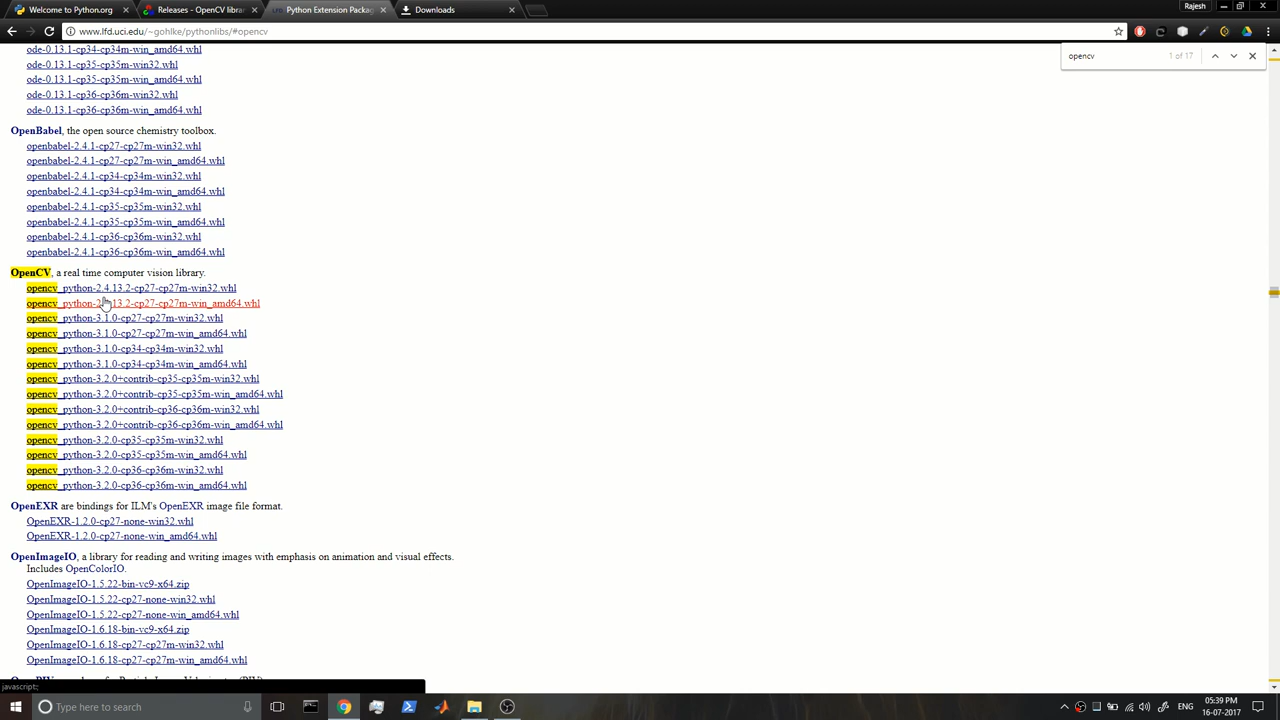 Welcome to Python.org
Releases - OpenCV libra
Python Extension Packag
Downloads
Rajesh
www.lfd.uci.edu/~gohlke/pythonlibs/#opencv
opencv
1 of 17
ode-0.13.1-cp34-cp34m-win_amd64.whl
ode-0.13.1-cp35-cp35m-win32.whl
ode-0.13.1-cp35-cp35m-win_amd64.whl
ode-0.13.1-cp36-cp36m-win32.whl
ode-0.13.1-cp36-cp36m-win_amd64.whl
OpenBabel, the open source chemistry toolbox.
openbabel-2.4.1-cp27-cp27m-win32.whl
openbabel-2.4.1-cp27-cp27m-win_amd64.whl
openbabel-2.4.1-cp34-cp34m-win32.whl
openbabel-2.4.1-cp34-cp34m-win_amd64.whl
openbabel-2.4.1-cp35-cp35m-win32.whl
openbabel-2.4.1-cp35-cp35m-win_amd64.whl
openbabel-2.4.1-cp36-cp36m-win32.whl
openbabel-2.4.1-cp36-cp36m-win_amd64.whl
OpenCV, a real time computer vision library.
opencv_python-2.4.13.2-cp27-cp27m-win32.whl
opencv_python-2.4.13.2-cp27-cp27m-win_amd64.whl
opencv_python-3.1.0-cp27-cp27m-win32.whl
opencv_python-3.1.0-cp27-cp27m-win_amd64.whl
opencv_python-3.1.0-cp34-cp34m-win32.whl
opencv_python-3.1.0-cp34-cp34m-win_amd64.whl
opencv_python-3.2.0+contrib-cp35-cp35m-win32.whl
opencv_python-3.2.0+contrib-cp35-cp35m-win_amd64.whl
opencv_python-3.2.0+contrib-cp36-cp36m-win32.whl
opencv_python-3.2.0+contrib-cp36-cp36m-win_amd64.whl
opencv_python-3.2.0-cp35-cp35m-win32.whl
opencv_python-3.2.0-cp35-cp35m-win_amd64.whl
opencv_python-3.2.0-cp36-cp36m-win32.whl
opencv_python-3.2.0-cp36-cp36m-win_amd64.whl
OpenEXR are bindings for ILM's OpenEXR image file format.
OpenEXR-1.2.0-cp27-none-win32.whl
OpenEXR-1.2.0-cp27-none-win_amd64.whl
OpenImageIO, a library for reading and writing images with emphasis on animation and visual effects.
Includes OpenColorIO.
OpenImageIO-1.5.22-bin-vc9-x64.zip
OpenImageIO-1.5.22-cp27-none-win32.whl
OpenImageIO-1.5.22-cp27-none-win_amd64.whl
OpenImageIO-1.6.18-bin-vc9-x64.zip
OpenImageIO-1.6.18-cp27-cp27m-win32.whl
OpenImageIO-1.6.18-cp27-cp27m-win_amd64.whl
javascript:;
Type here to search
ENG
05:39 PM
16-07-2017